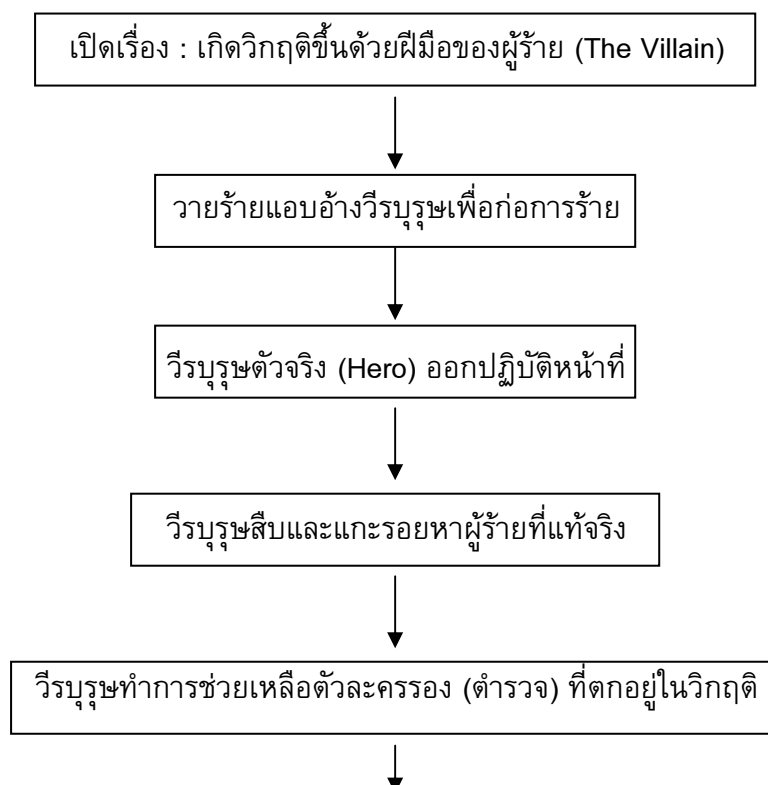 เปิดเรื่อง : เกิดวิกฤติขึ้นด้วยฝีมือของผู้ร้าย (The Villain)
วายร้ายแอบอ้างวีรบุรุษเพื่อก่อการร้าย
วีรบุรุษตัวจริง (Hero) ออกปฏิบัติหน้าที่
วีรบุรุษสืบและแกะรอยหาผู้ร้ายที่แท้จริง
วีรบุรุษทำการช่วยเหลือตัวละครรอง (ตำรวจ) ที่ตกอยู่ในวิกฤติ